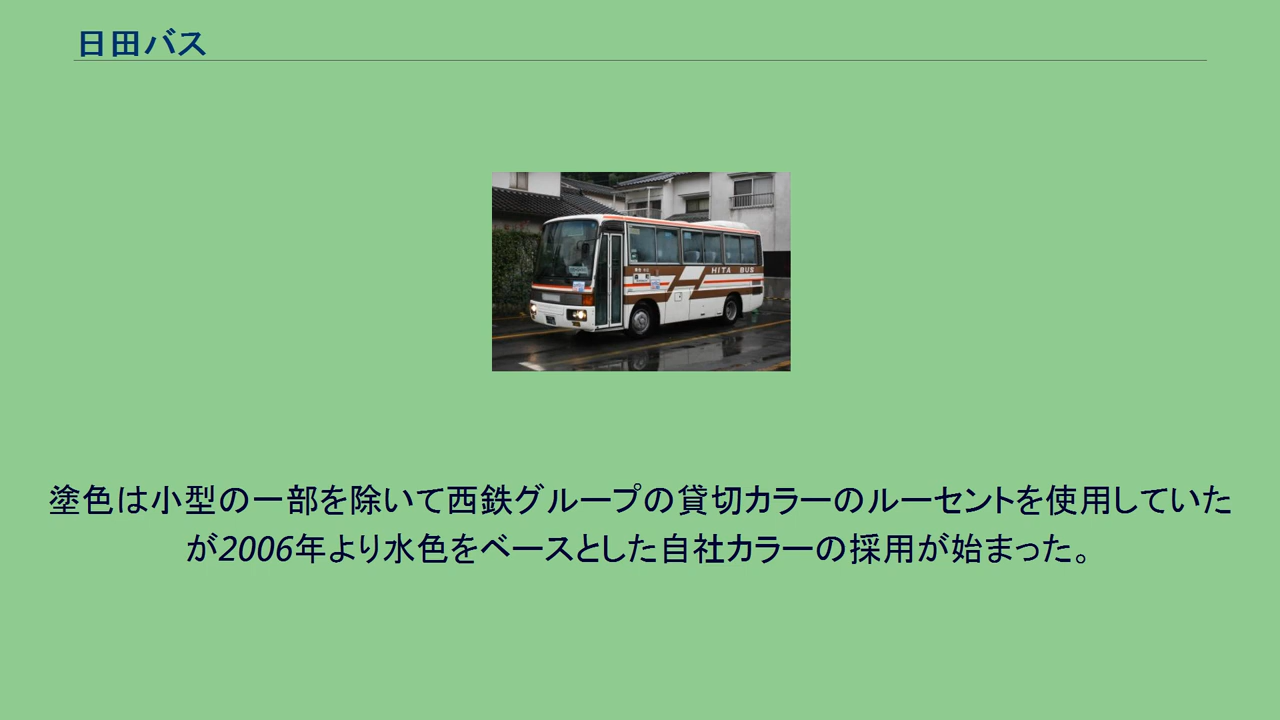 日田バス
HITA BUS
塗色は小型の一部を除いて西鉄グループの貸切カラーのルーセントを使用していた
が2006年より水色をベースとした自社カラーの採用が始まった。